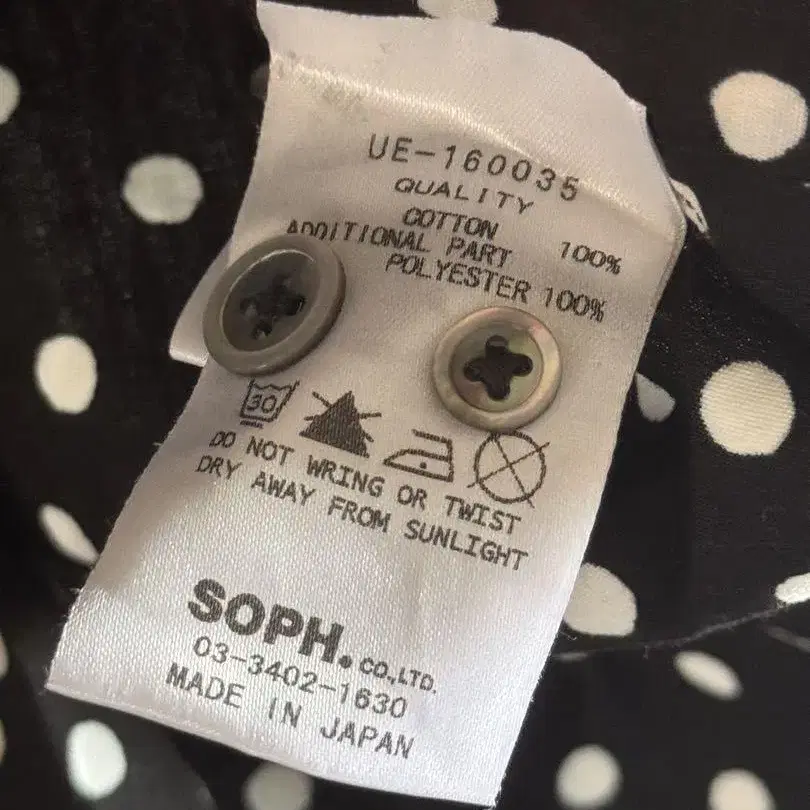 UE-160035
QUALITY
COTTON 100%
ADDITIONAL PART
POLYESTER 100%
30
DO NOT WRING OR TWIST
DRY AWAY FROM SUNLIGHT
SOPH. CO.,LTD.
03-3402-1630
MADE IN JAPAN